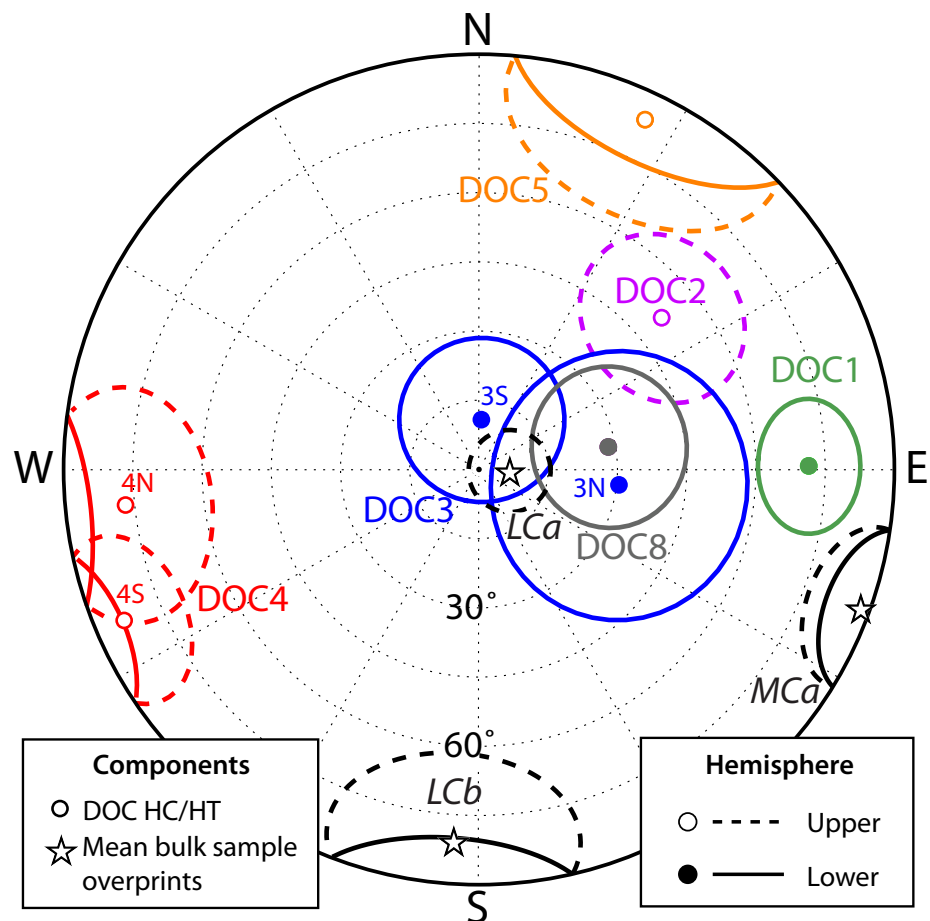 N
DOC5
DOC2
DOC1
3S
W
E
4N
3N
DOC3
LCa
DOC8
4S
DOC4
30°
MCa
60°
LCb
S
Components
DOC HC/HT
Mean bulk sample
overprints
Hemisphere
Upper
Lower